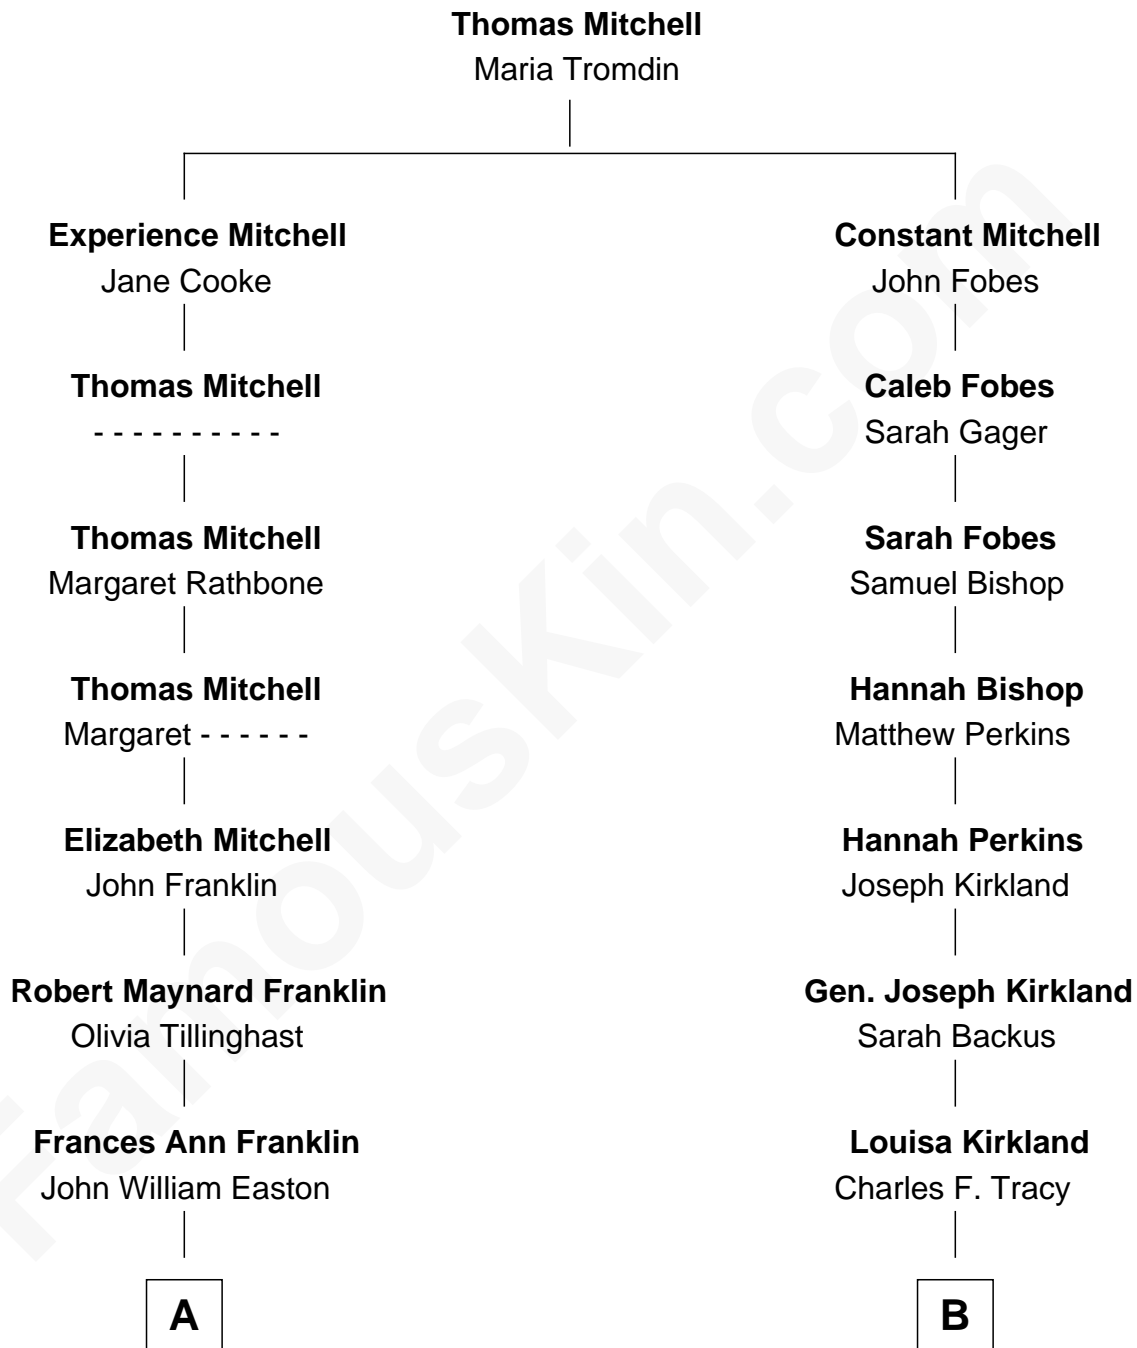 Thomas Mitchell
Maria Tromdin
Experience Mitchell
Jane Cooke
Constant Mitchell
John Fobes
Thomas Mitchell
- - - - - - - - - -
Caleb Fobes
Sarah Gager
Thomas Mitchell
Margaret Rathbone
Sarah Fobes
Samuel Bishop
Thomas Mitchell
Margaret - - - - - -
Hannah Bishop
Matthew Perkins
Elizabeth Mitchell
John Franklin
Hannah Perkins
Joseph Kirkland
Robert Maynard Franklin
Olivia Tillinghast
Gen. Joseph Kirkland
Sarah Backus
Frances Ann Franklin
John William Easton
Louisa Kirkland
Charles F. Tracy
A
B
FamousKin.com